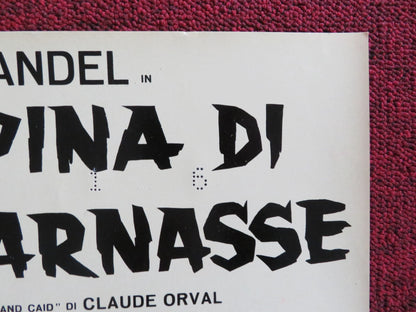 ANDEL IN
PINA DI
1 6
ARNASSE
AND CAID" DI CLAUDE ORVAL